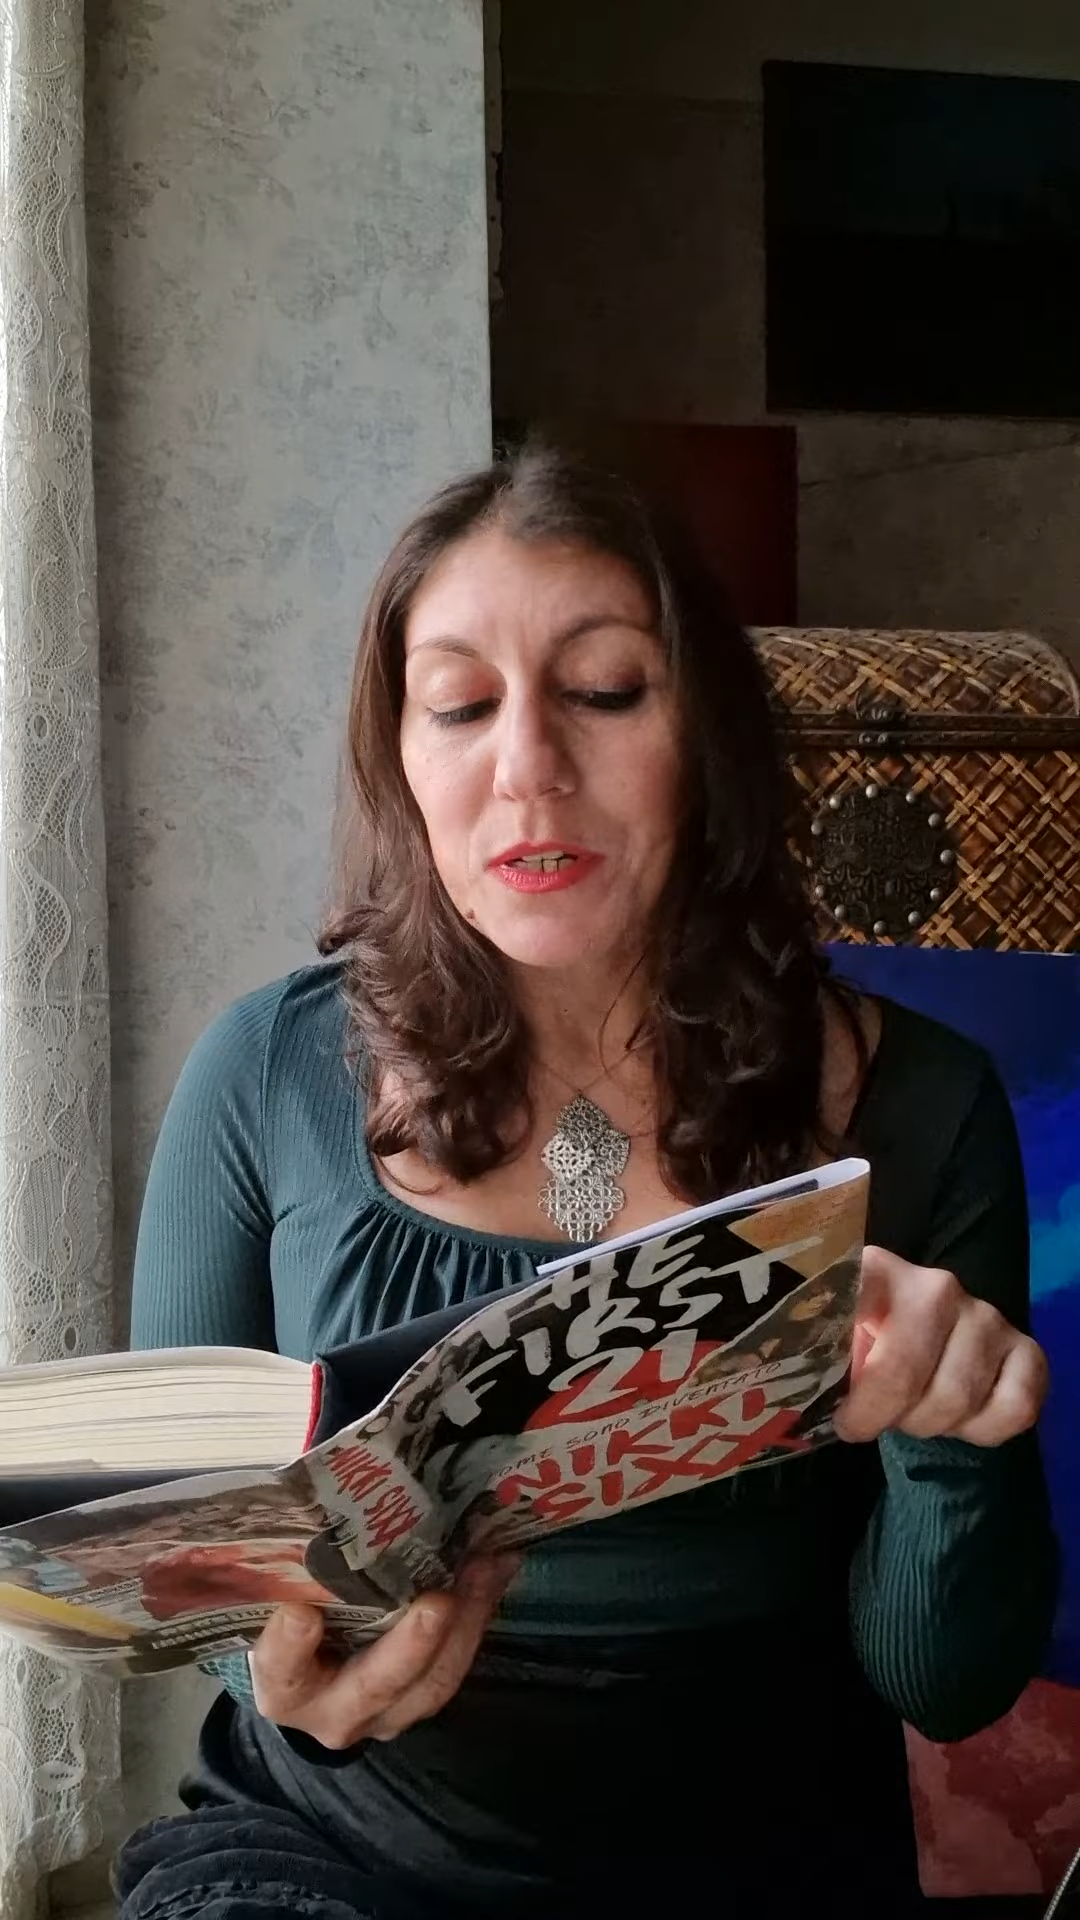 THE
FIRST
21
COME SONO DIVENTATO
NIKKI
SIXX
NIKKI SIXX